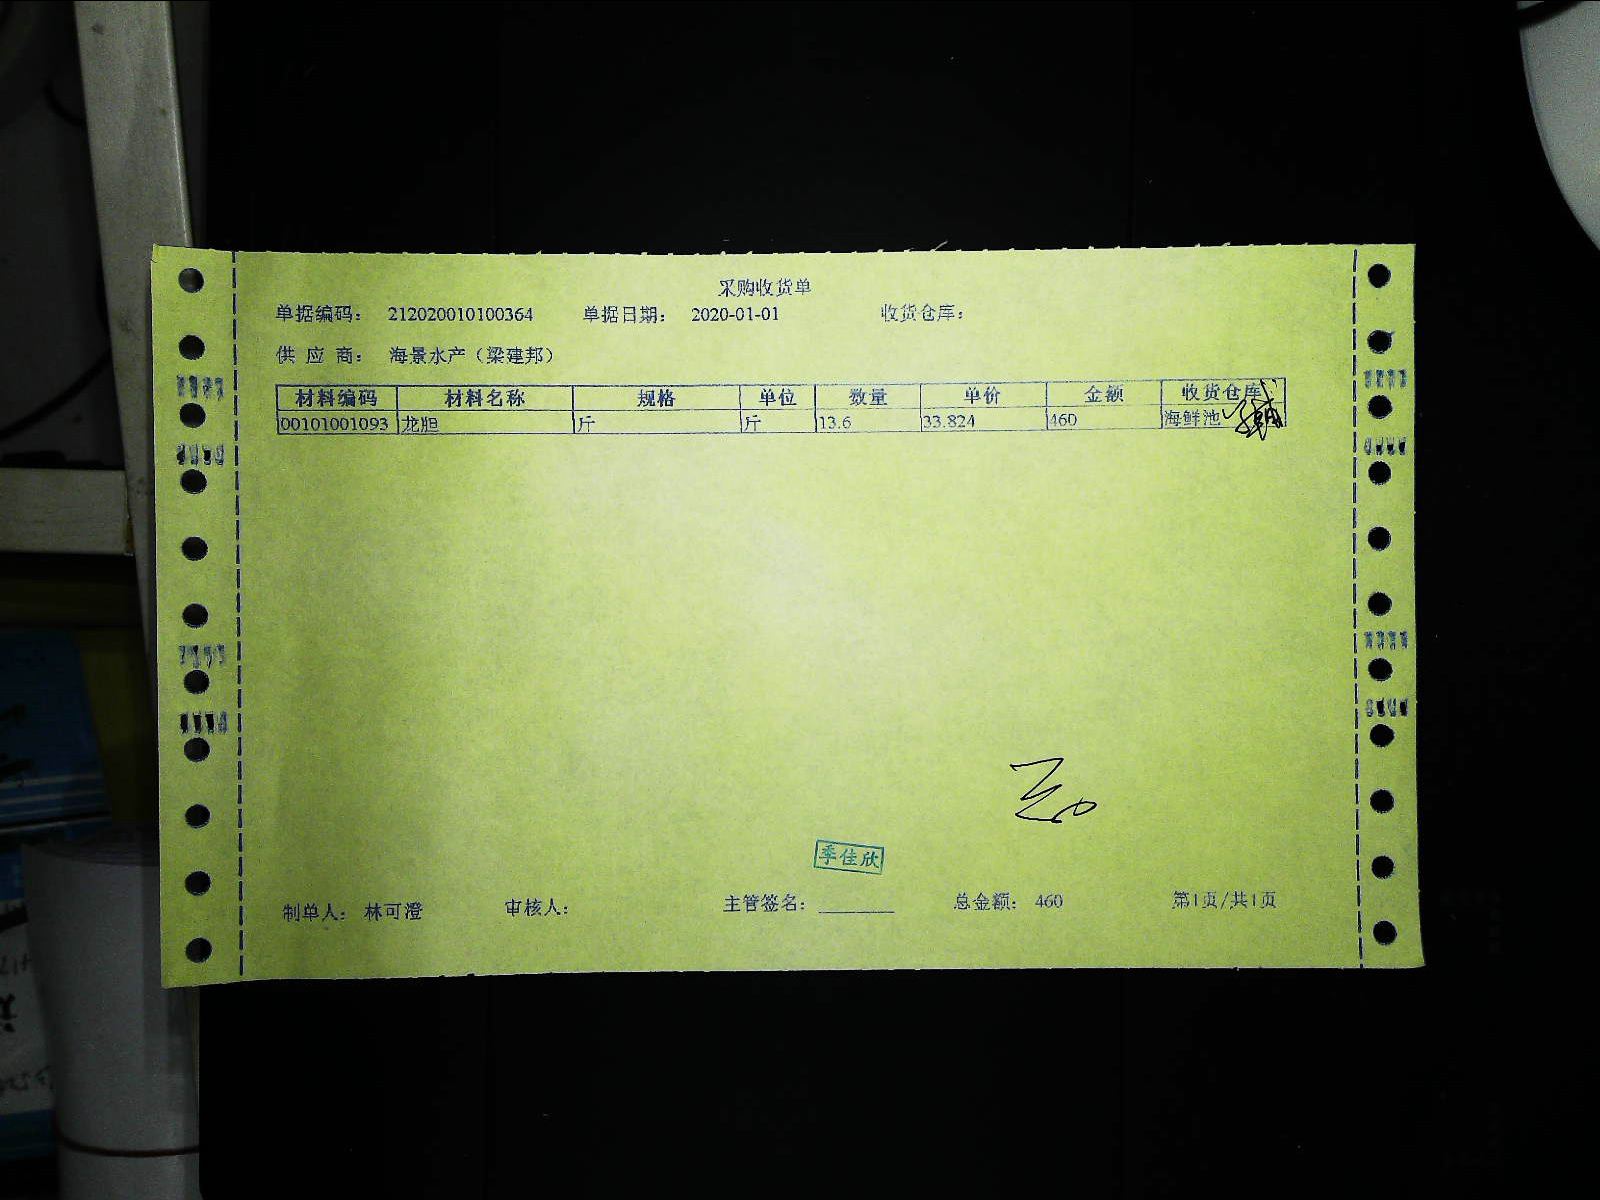 采购收货单
单据编码： 212020010100364 单据日期： 2020-01-01 收货仓库：
供 应 商： 海景水产（梁建邦）
材料编码 材料名称 规格 单位 数量 单价 金额 收货仓库
00101001093 龙胆 斤 斤 13.6 33.824 460 海鲜池
季佳欣
制单人： 林可澄 审核人： 主管签名：________ 总金额： 460 第1页/共1页